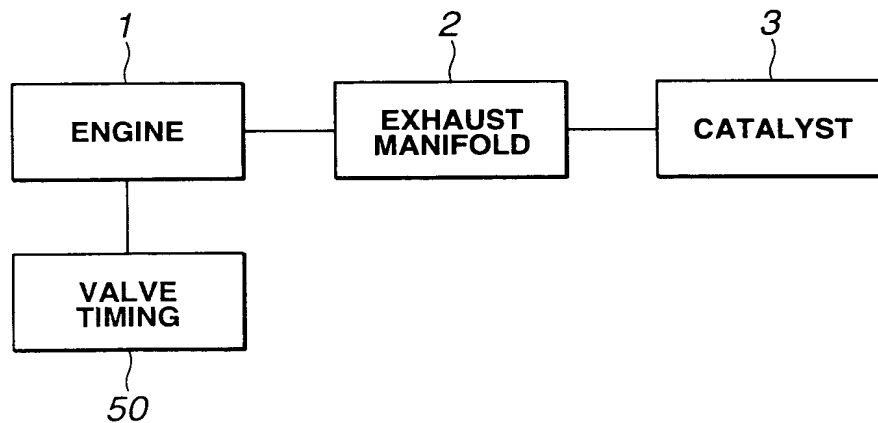 1
2
3
ENGINE
EXHAUST
MANIFOLD
CATALYST
VALVE
TIMING
50